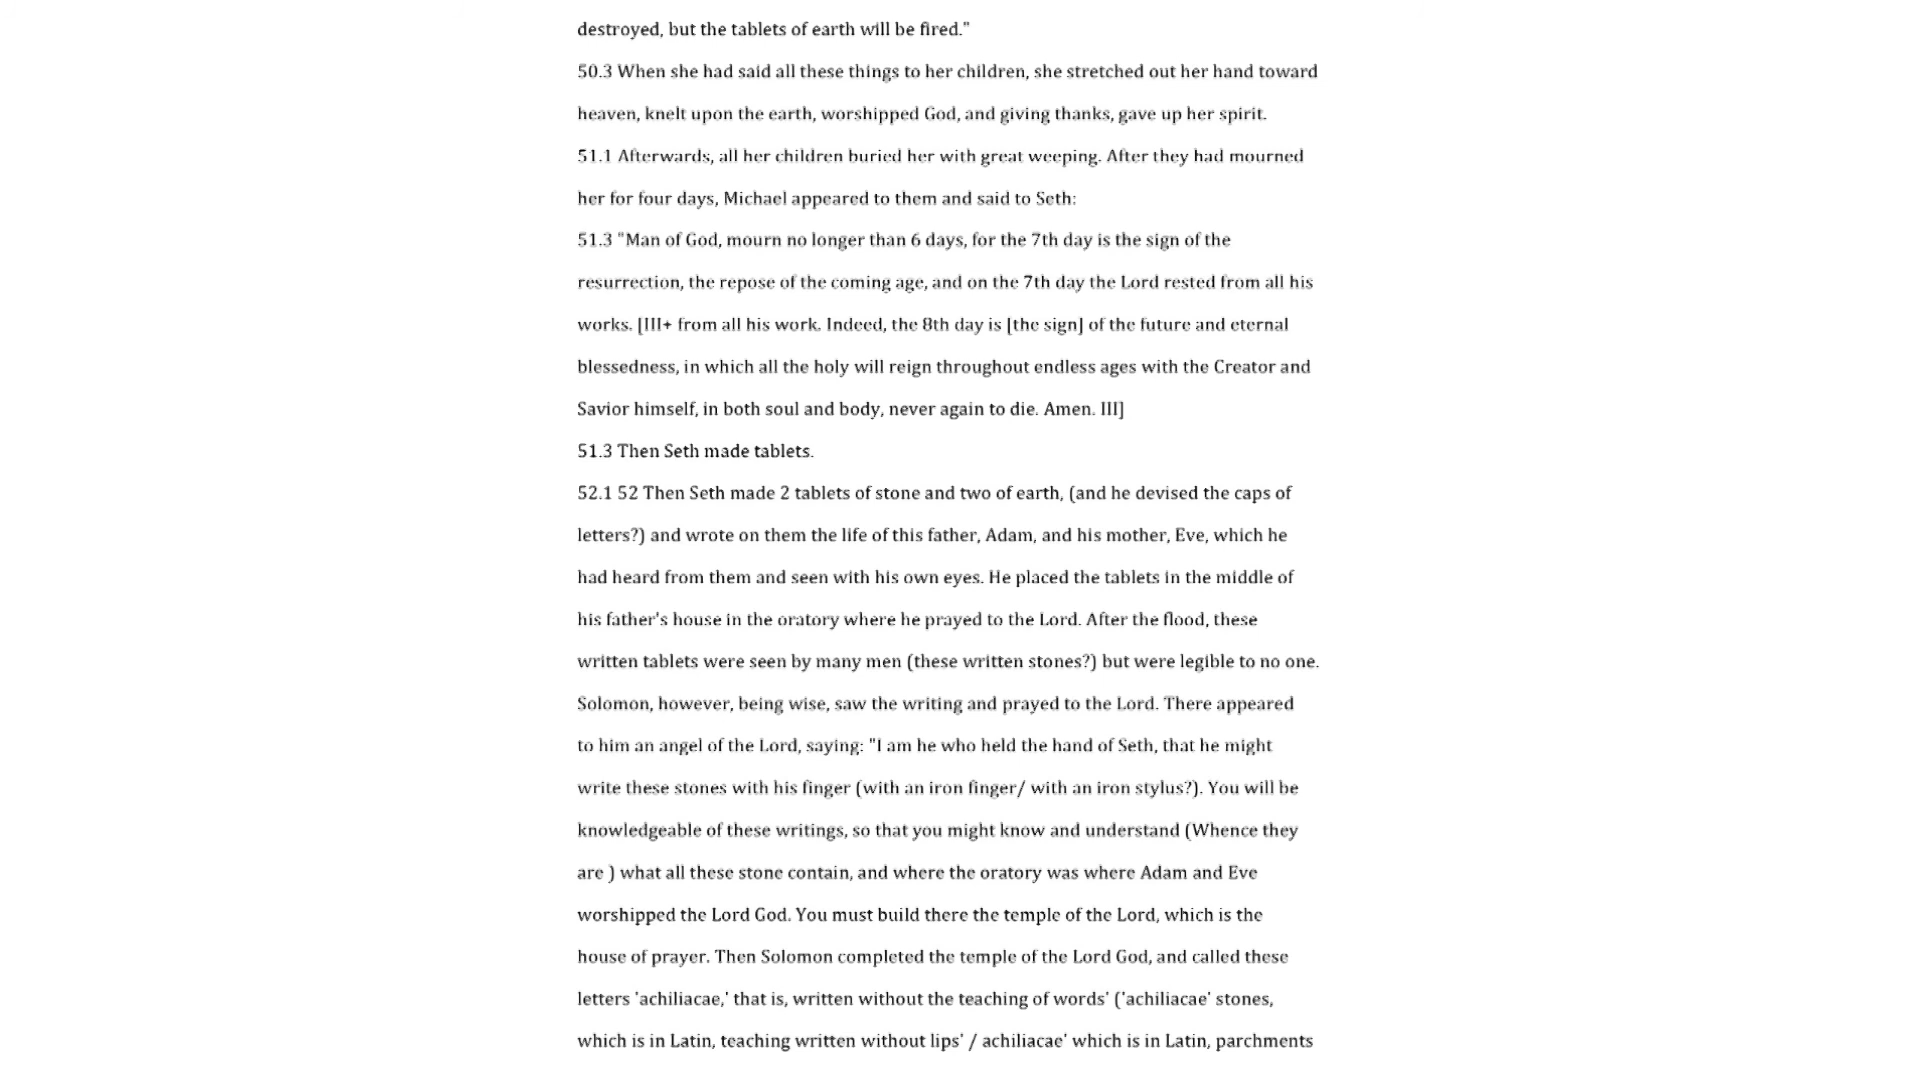 destroyed, but the tablets of earth will be fired."
50.3 When she had said all these things to her children, she stretched out her hand toward
heaven, knelt upon the earth, worshipped God, and giving thanks, gave up her spirit.
51.1 Afterwards, all her children buried her with great weeping. After they had mourned
her for four days, Michael appeared to them and said to Seth:
51.3 "Man of God, mourn no longer than 6 days, for the 7th day is the sign of the
resurrection, the repose of the coming age, and on the 7th day the Lord rested from all his
works. [III+ from all his work. Indeed, the 8th day is [the sign] of the future and eternal
blessedness, in which all the holy will reign throughout endless ages with the Creator and
Savior himself, in both soul and body, never again to die. Amen. III]
51.3 Then Seth made tablets.
52.1 52 Then Seth made 2 tablets of stone and two of earth, (and he devised the caps of
letters?) and wrote on them the life of this father, Adam, and his mother, Eve, which he
had heard from them and seen with his own eyes. He placed the tablets in the middle of
his father's house in the oratory where he prayed to the Lord. After the flood, these
written tablets were seen by many men (these written stones?) but were legible to no one.
Solomon, however, being wise, saw the writing and prayed to the Lord. There appeared
to him an angel of the Lord, saying: "I am he who held the hand of Seth, that he might
write these stones with his finger (with an iron finger/ with an iron stylus?). You will be
knowledgeable of these writings, so that you might know and understand (Whence they
are ) what all these stone contain, and where the oratory was where Adam and Eve
worshipped the Lord God. You must build there the temple of the Lord, which is the
house of prayer. Then Solomon completed the temple of the Lord God, and called these
letters 'achiliacae,' that is, written without the teaching of words' ('achiliacae' stones,
which is in Latin, teaching written without lips' / achiliacae' which is in Latin, parchments